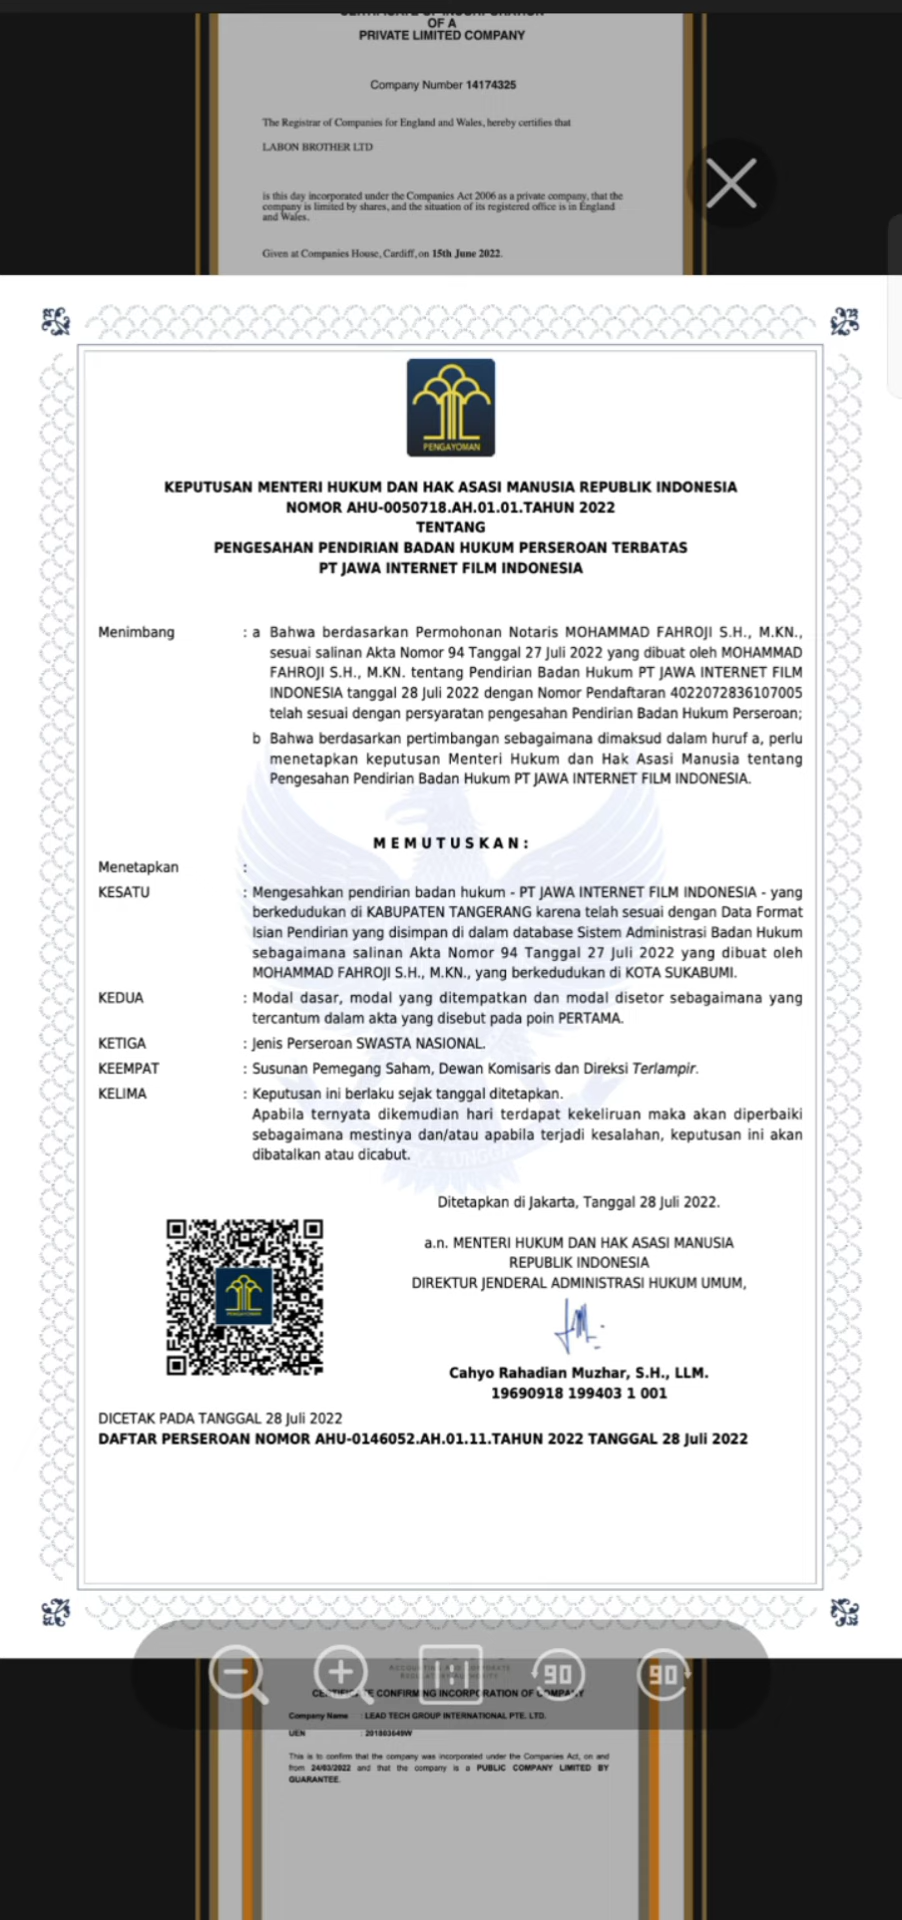 CERTIFICATE OF INCORPORATION
OF A
PRIVATE LIMITED COMPANY
Company Number 14174325
The Registrar of Companies for England and Wales, hereby certifies that
LABON BROTHER LTD
is this day incorporated under the Companies Act 2006 as a private company, that the
company is limited by shares, and the situation of its registered office is in England
and Wales.
Given at Companies House, Cardiff, on 15th June 2022.
PENGAYOMAN
KEPUTUSAN MENTERI HUKUM DAN HAK ASASI MANUSIA REPUBLIK INDONESIA
NOMOR AHU-0050718.AH.01.01.TAHUN 2022
TENTANG
PENGESAHAN PENDIRIAN BADAN HUKUM PERSEROAN TERBATAS
PT JAWA INTERNET FILM INDONESIA
Menimbang : a Bahwa berdasarkan Permohonan Notaris MOHAMMAD FAHROJI S.H., M.KN.,
sesuai salinan Akta Nomor 94 Tanggal 27 Juli 2022 yang dibuat oleh MOHAMMAD
FAHROJI S.H., M.KN. tentang Pendirian Badan Hukum PT JAWA INTERNET FILM
INDONESIA tanggal 28 Juli 2022 dengan Nomor Pendaftaran 4022072836107005
telah sesuai dengan persyaratan pengesahan Pendirian Badan Hukum Perseroan;
b Bahwa berdasarkan pertimbangan sebagaimana dimaksud dalam huruf a, perlu
menetapkan keputusan Menteri Hukum dan Hak Asasi Manusia tentang
Pengesahan Pendirian Badan Hukum PT JAWA INTERNET FILM INDONESIA.
M E M U T U S K A N :
Menetapkan :
KESATU : Mengesahkan pendirian badan hukum - PT JAWA INTERNET FILM INDONESIA - yang
berkedudukan di KABUPATEN TANGERANG karena telah sesuai dengan Data Format
Isian Pendirian yang disimpan di dalam database Sistem Administrasi Badan Hukum
sebagaimana salinan Akta Nomor 94 Tanggal 27 Juli 2022 yang dibuat oleh
MOHAMMAD FAHROJI S.H., M.KN., yang berkedudukan di KOTA SUKABUMI.
KEDUA : Modal dasar, modal yang ditempatkan dan modal disetor sebagaimana yang
tercantum dalam akta yang disebut pada poin PERTAMA.
KETIGA : Jenis Perseroan SWASTA NASIONAL.
KEEMPAT : Susunan Pemegang Saham, Dewan Komisaris dan Direksi Terlampir.
KELIMA : Keputusan ini berlaku sejak tanggal ditetapkan.
Apabila ternyata dikemudian hari terdapat kekeliruan maka akan diperbaiki
sebagaimana mestinya dan/atau apabila terjadi kesalahan, keputusan ini akan
dibatalkan atau dicabut.
Ditetapkan di Jakarta, Tanggal 28 Juli 2022.
a.n. MENTERI HUKUM DAN HAK ASASI MANUSIA
REPUBLIK INDONESIA
DIREKTUR JENDERAL ADMINISTRASI HUKUM UMUM,
PENGAYOMAN
Cahyo Rahadian Muzhar, S.H., LLM.
19690918 199403 1 001
DICETAK PADA TANGGAL 28 Juli 2022
DAFTAR PERSEROAN NOMOR AHU-0146052.AH.01.11.TAHUN 2022 TANGGAL 28 Juli 2022
90 90
ACCOUNTING AND CORPORATE
REGULATORY AUTHORITY
CERTIFICATE CONFIRMING INCORPORATION OF COMPANY
Company Name : LEAD TECH GROUP INTERNATIONAL PTE. LTD.
UEN : 201803649W
This is to confirm that the company was incorporated under the Companies Act, on and
from 24/03/2022 and that the company is a PUBLIC COMPANY LIMITED BY
GUARANTEE.